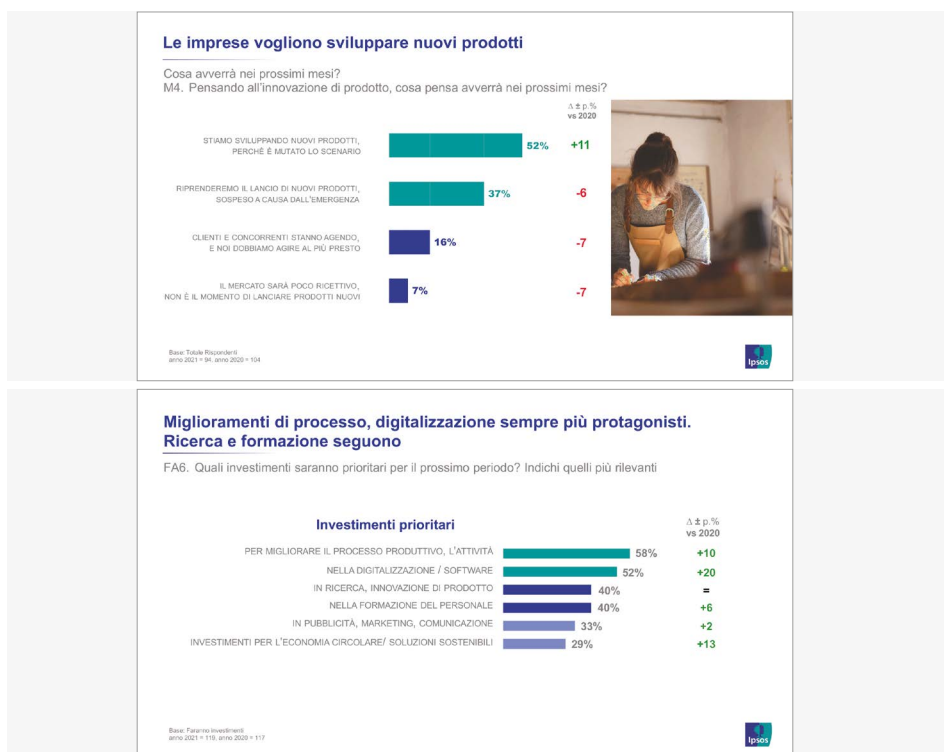 Le imprese vogliono sviluppare nuovi prodotti
Cosa avverrà nei prossimi mesi?
M4. Pensando all'innovazione di prodotto, cosa pensa avverrà nei prossimi mesi?
Δ ± p.%
vs 2020
STIAMO SVILUPPANDO NUOVI PRODOTTI,
PERCHÈ È MUTATO LO SCENARIO
52%
+11
RIPRENDEREMO IL LANCIO DI NUOVI PRODOTTI,
SOSPESO A CAUSA DALL'EMERGENZA
37%
-6
CLIENTI E CONCORRENTI STANNO AGENDO,
E NOI DOBBIAMO AGIRE AL PIÙ PRESTO
16%
-7
IL MERCATO SARÀ POCO RICETTIVO,
NON È IL MOMENTO DI LANCIARE PRODOTTI NUOVI
7%
-7
Base: Totale Rispondenti
anno 2021 = 94, anno 2020 = 104
Ipsos
Miglioramenti di processo, digitalizzazione sempre più protagonisti.
Ricerca e formazione seguono
FA6. Quali investimenti saranno prioritari per il prossimo periodo? Indichi quelli più rilevanti
Investimenti prioritari
Δ ± p.%
vs 2020
PER MIGLIORARE IL PROCESSO PRODUTTIVO, L'ATTIVITÀ
58%
+10
NELLA DIGITALIZZAZIONE / SOFTWARE
52%
+20
IN RICERCA, INNOVAZIONE DI PRODOTTO
40%
=
NELLA FORMAZIONE DEL PERSONALE
40%
+6
IN PUBBLICITÀ, MARKETING, COMUNICAZIONE
33%
+2
INVESTIMENTI PER L'ECONOMIA CIRCOLARE/ SOLUZIONI SOSTENIBILI
29%
+13
Base: Faranno investimenti
anno 2021 = 119, anno 2020 = 117
Ipsos